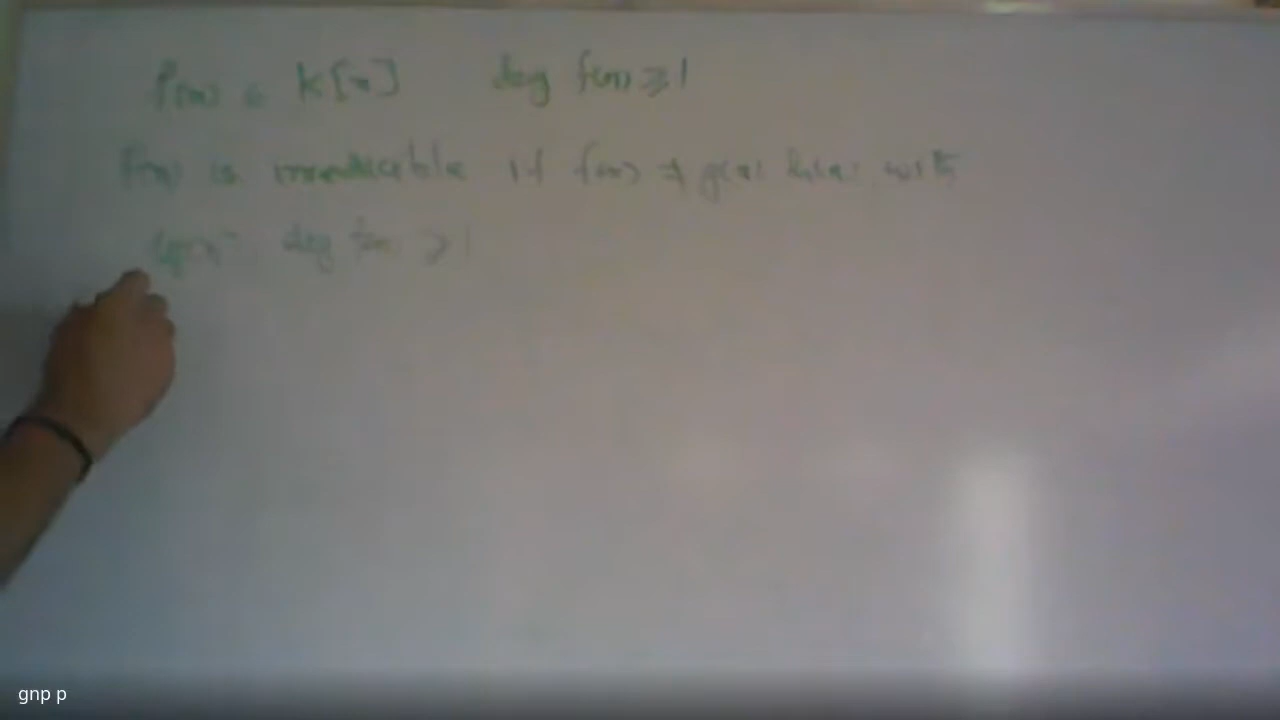 f(x) ∈ k[x] deg f(x) ≥ 1
f(x) is irreducible if f(x) ≠ g(x) h(x) with
deg > 1
gnp p